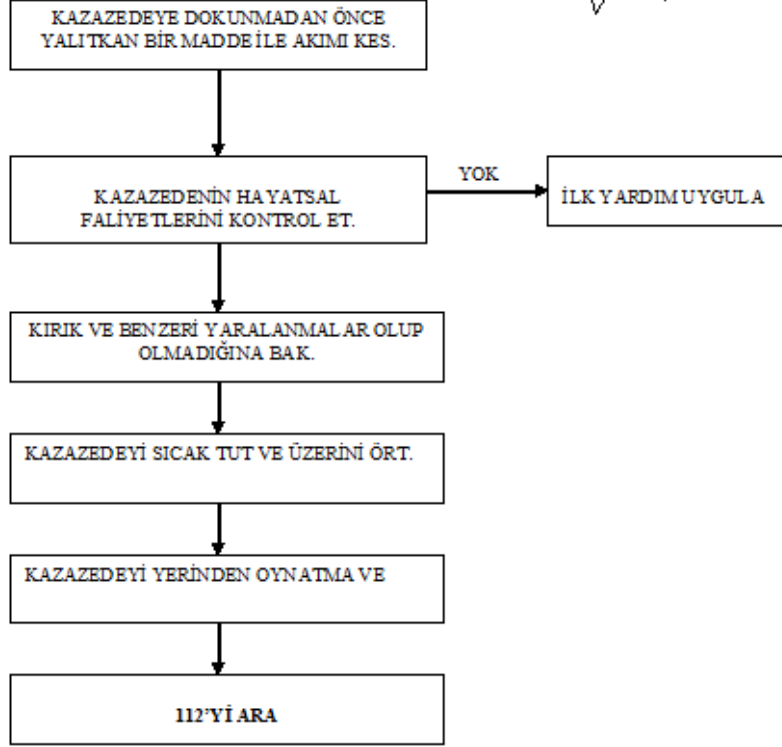 KAZAZEDEYE DOKUNMADAN ÖNCE
YALITKAN BİR MADDE İLE AKIMI KES.
KAZAZEDENİN HAYATSAL
FALİYETLERİNİ KONTROL ET.
YOK
İLK YARDIM UYGULA
KIRIK VE BENZERİ YARALANMALAR OLUP
OLMADIĞINA BAK.
KAZAZEDEYİ SICAK TUT VE ÜZERİNİ ÖRT.
KAZAZEDEYİ YERİNDEN OYNATMA VE
112'Yİ ARA